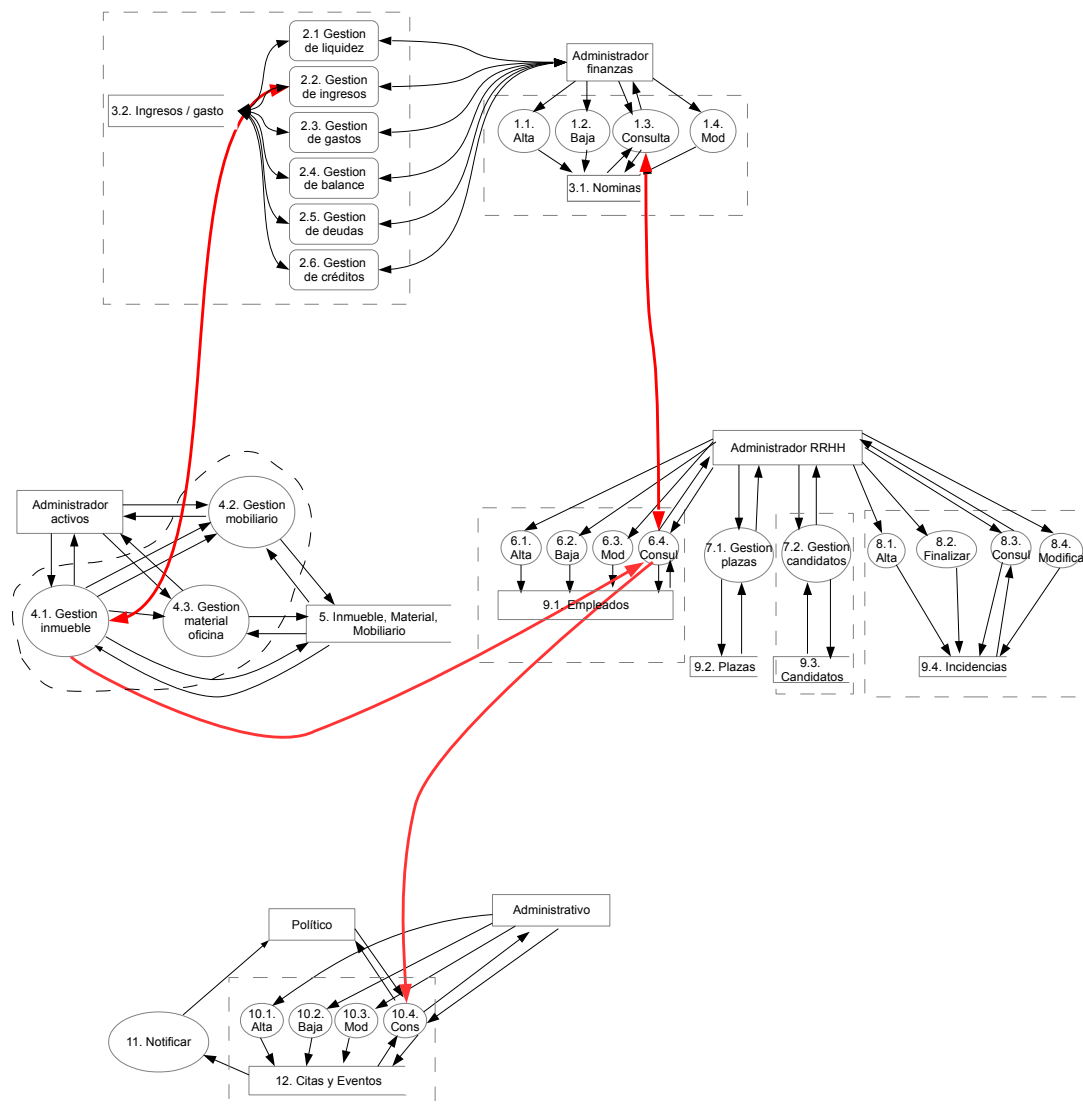 2.1 Gestion
de liquidez
2.2. Gestion
de ingresos
2.3. Gestion
de gastos
2.4. Gestion
de balance
2.5. Gestion
de deudas
2.6. Gestion
de créditos
3.2. Ingresos / gasto
Administrador
finanzas
1.1.
Alta
1.2.
Baja
1.3.
Consulta
1.4.
Mod
3.1. Nominas
Administrador
activos
4.2. Gestion
mobiliario
4.1. Gestion
inmueble
4.3. Gestion
material
oficina
5. Inmueble, Material,
Mobiliario
Administrador RRHH
6.1.
Alta
6.2.
Baja
6.3.
Mod
6.4.
Consul
7.1. Gestion
plazas
7.2. Gestion
candidatos
8.1.
Alta
8.2.
Finalizar
8.3.
Consul
8.4.
Modifica
9.1. Empleados
9.2. Plazas
9.3.
Candidatos
9.4. Incidencias
Político
Administrativo
10.1.
Alta
10.2.
Baja
10.3.
Mod
10.4.
Cons
11. Notificar
12. Citas y Eventos